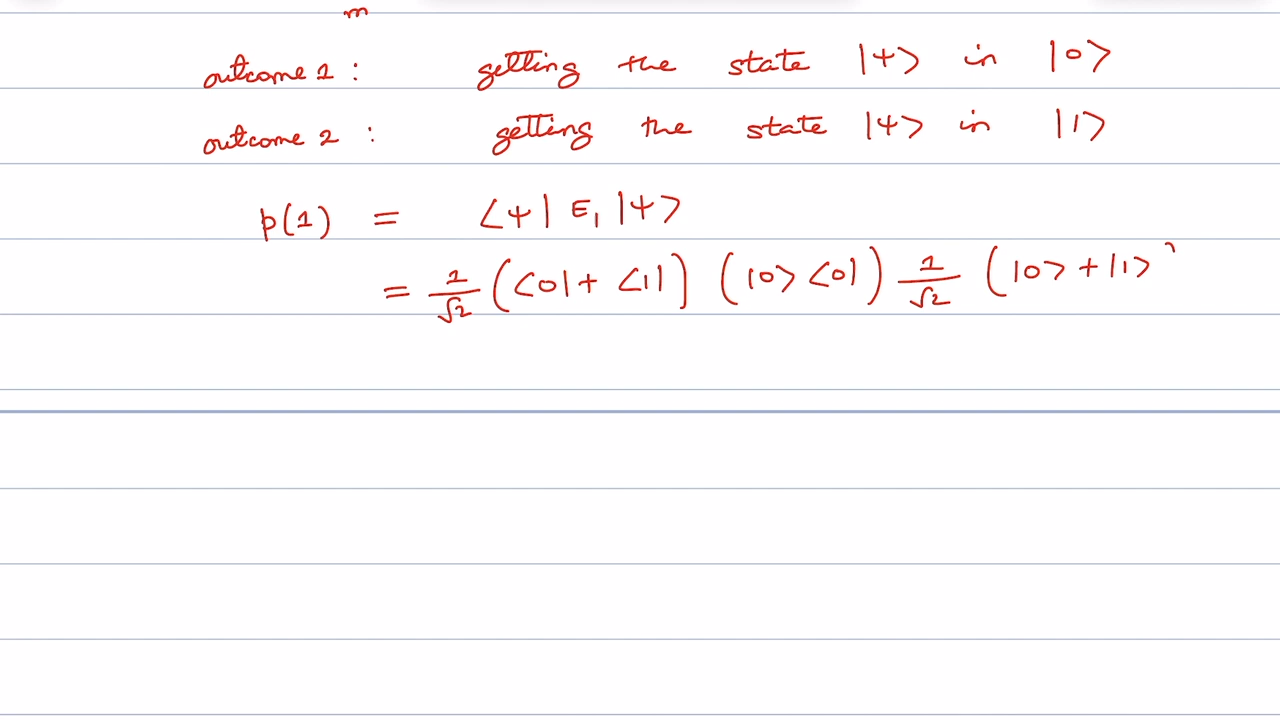 m
outcome 1 : getting the state |ψ> in |0>
outcome 2 : getting the state |ψ> in |1>
p(1) = <ψ| E₁ |ψ>
= 1/√2 (<0| + <1|) (|0> <0|) 1/√2 (|0> + |1>